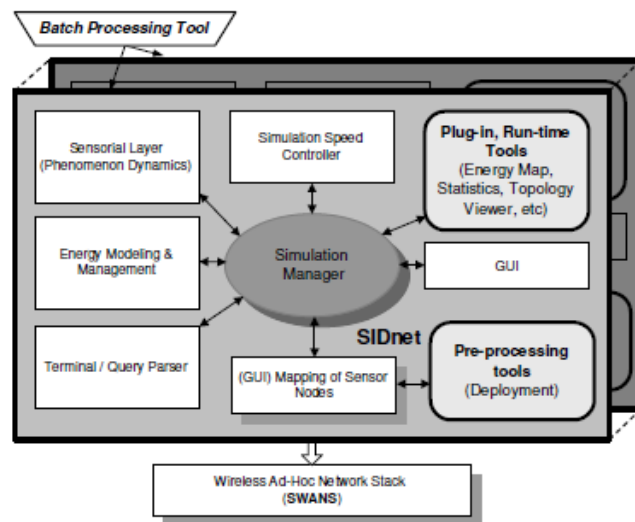 Batch Processing Tool
Sensorial Layer
(Phenomenon Dynamics)
Simulation Speed
Controller
Plug-in, Run-time
Tools
(Energy Map,
Statistics, Topology
Viewer, etc)
Energy Modeling &
Management
Simulation
Manager
GUI
SIDnet
Terminal / Query Parser
(GUI) Mapping of Sensor
Nodes
Pre-processing
tools
(Deployment)
Wireless Ad-Hoc Network Stack
(SWANS)